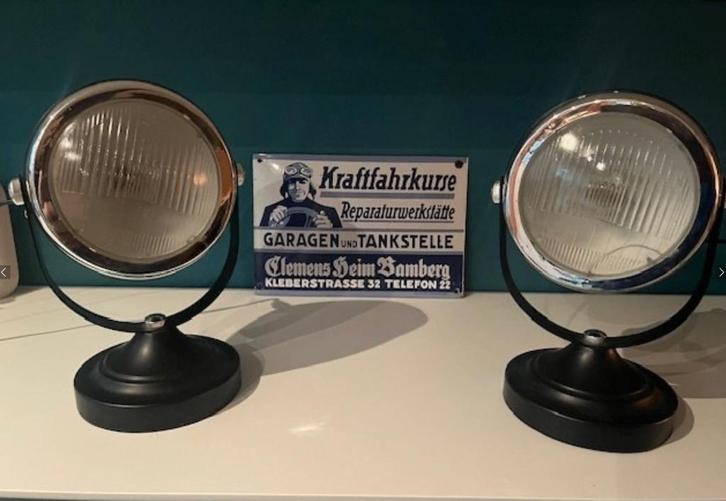 Kraftfahrkurse
Reparaturwerkstätte
GARAGEN UND TANKSTELLE
Clemens Heim Bamberg
KLEBERSTRASSE 32 TELEFON 22